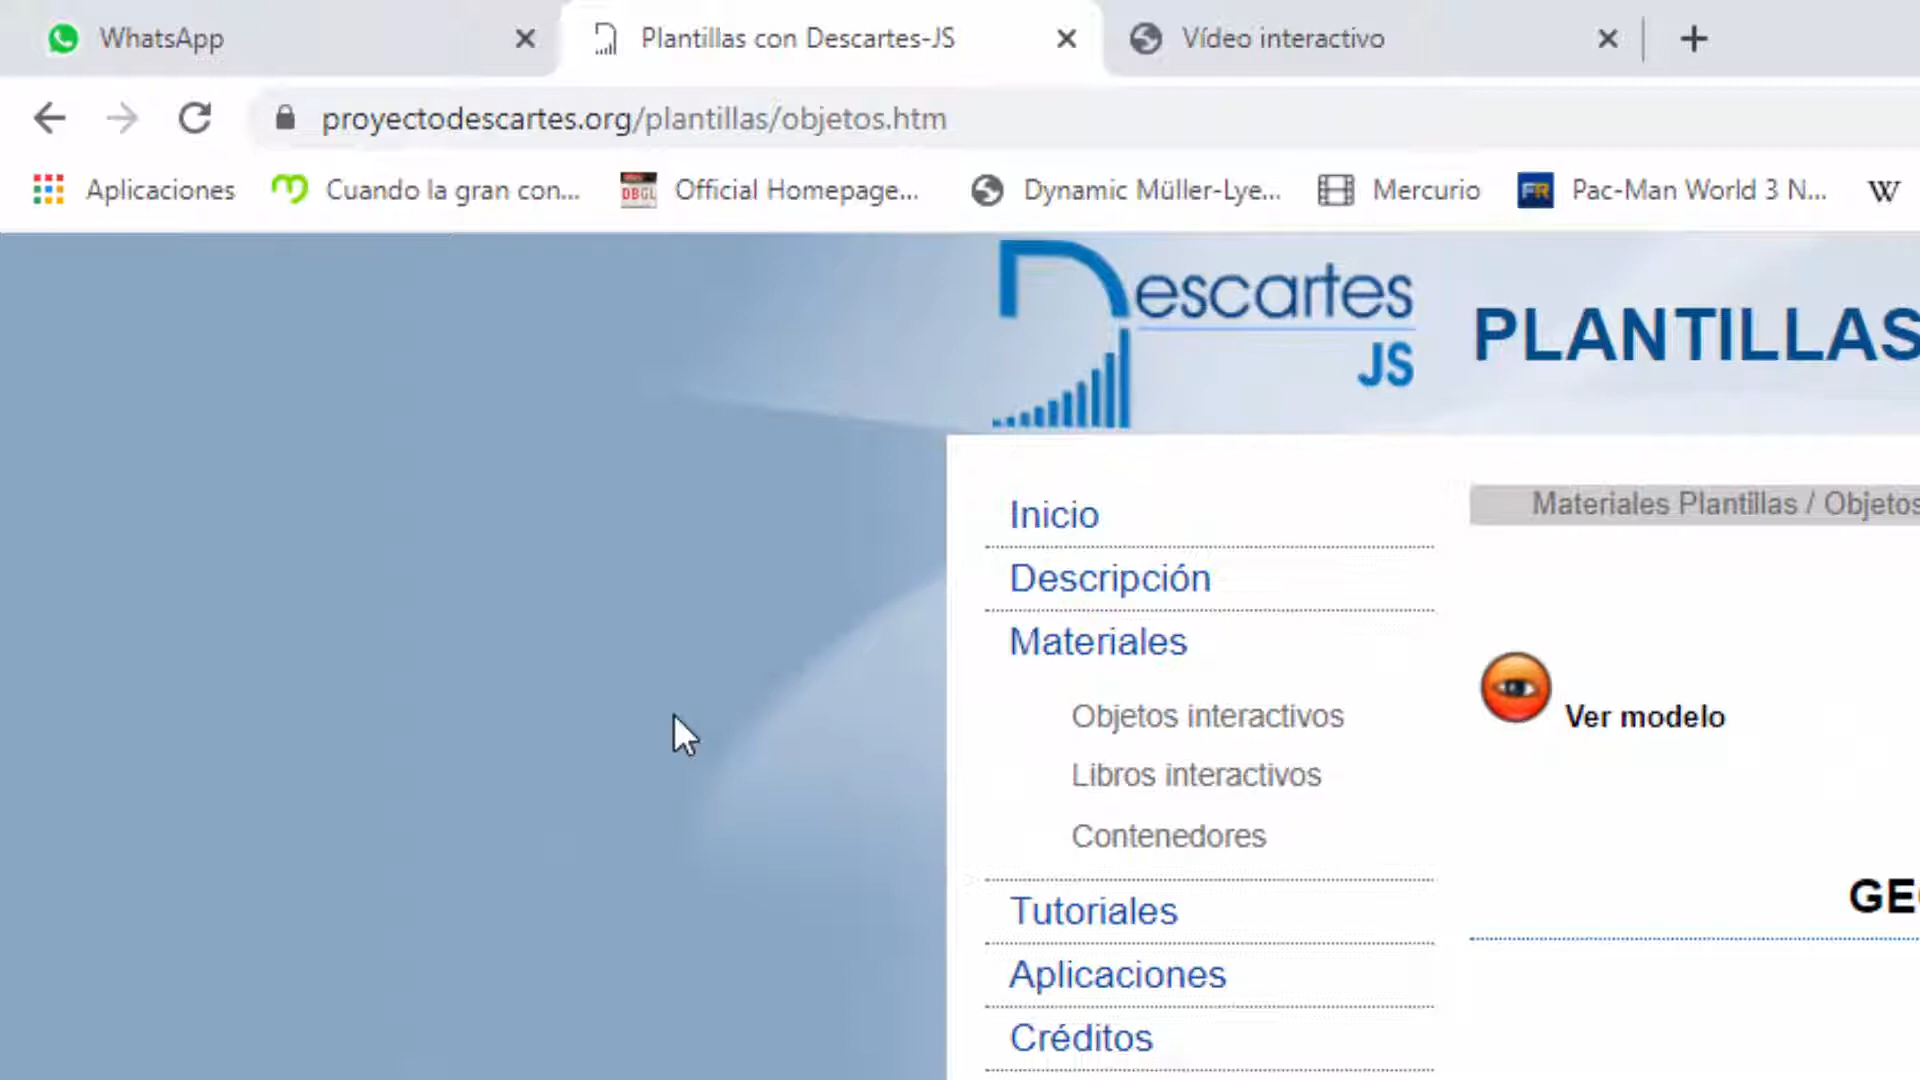 WhatsApp
Plantillas con Descartes-JS
Vídeo interactivo
proyectodescartes.org/plantillas/objetos.htm
Aplicaciones
Cuando la gran con...
DBGL
Official Homepage...
Dynamic Müller-Lye...
Mercurio
FR
Pac-Man World 3 N...
W
Descartes
JS
PLANTILLAS
Materiales Plantillas / Objetos
Inicio
Descripción
Materiales
Objetos interactivos
Libros interactivos
Contenedores
Tutoriales
Aplicaciones
Créditos
Ver modelo